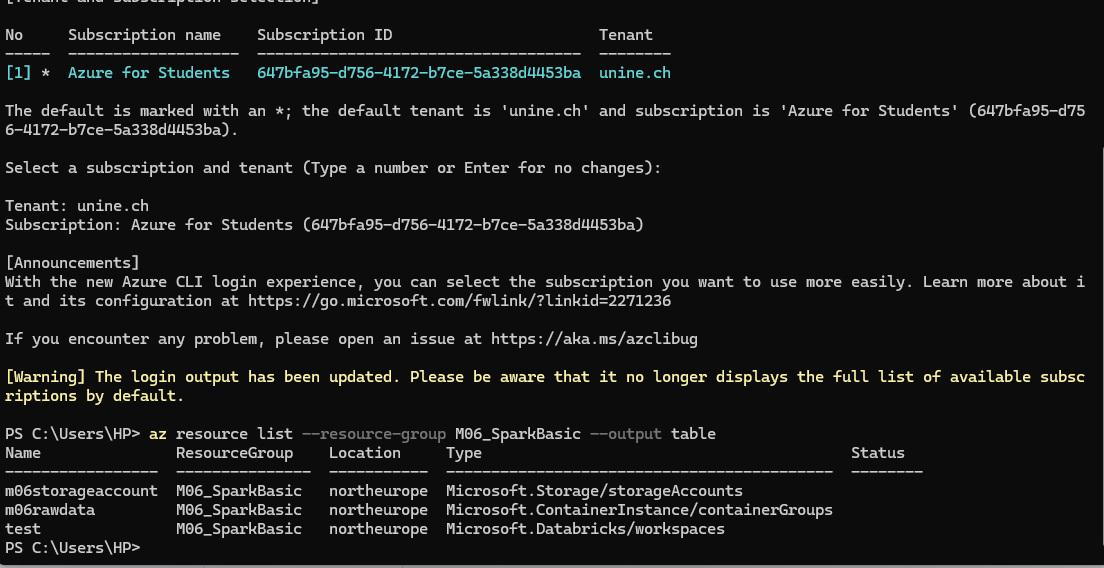 [Tenant and subscription selection]
No     Subscription name    Subscription ID                       Tenant
-----  -------------------  ------------------------------------  --------
[1] *  Azure for Students   647bfa95-d756-4172-b7ce-5a338d4453ba  unine.ch
The default is marked with an *; the default tenant is 'unine.ch' and subscription is 'Azure for Students' (647bfa95-d75
6-4172-b7ce-5a338d4453ba).
Select a subscription and tenant (Type a number or Enter for no changes):
Tenant: unine.ch
Subscription: Azure for Students (647bfa95-d756-4172-b7ce-5a338d4453ba)
[Announcements]
With the new Azure CLI login experience, you can select the subscription you want to use more easily. Learn more about i
t and its configuration at https://go.microsoft.com/fwlink/?linkid=2271236
If you encounter any problem, please open an issue at https://aka.ms/azclibug
[Warning] The login output has been updated. Please be aware that it no longer displays the full list of available subsc
riptions by default.
PS C:\Users\HP> az resource list --resource-group M06_SparkBasic --output table
Name               ResourceGroup    Location     Type                                         Status
-----------------  ---------------  -----------  -------------------------------------------  --------
m06storageaccount  M06_SparkBasic   northeurope  Microsoft.Storage/storageAccounts
m06rawdata         M06_SparkBasic   northeurope  Microsoft.ContainerInstance/containerGroups
test               M06_SparkBasic   northeurope  Microsoft.Databricks/workspaces
PS C:\Users\HP>